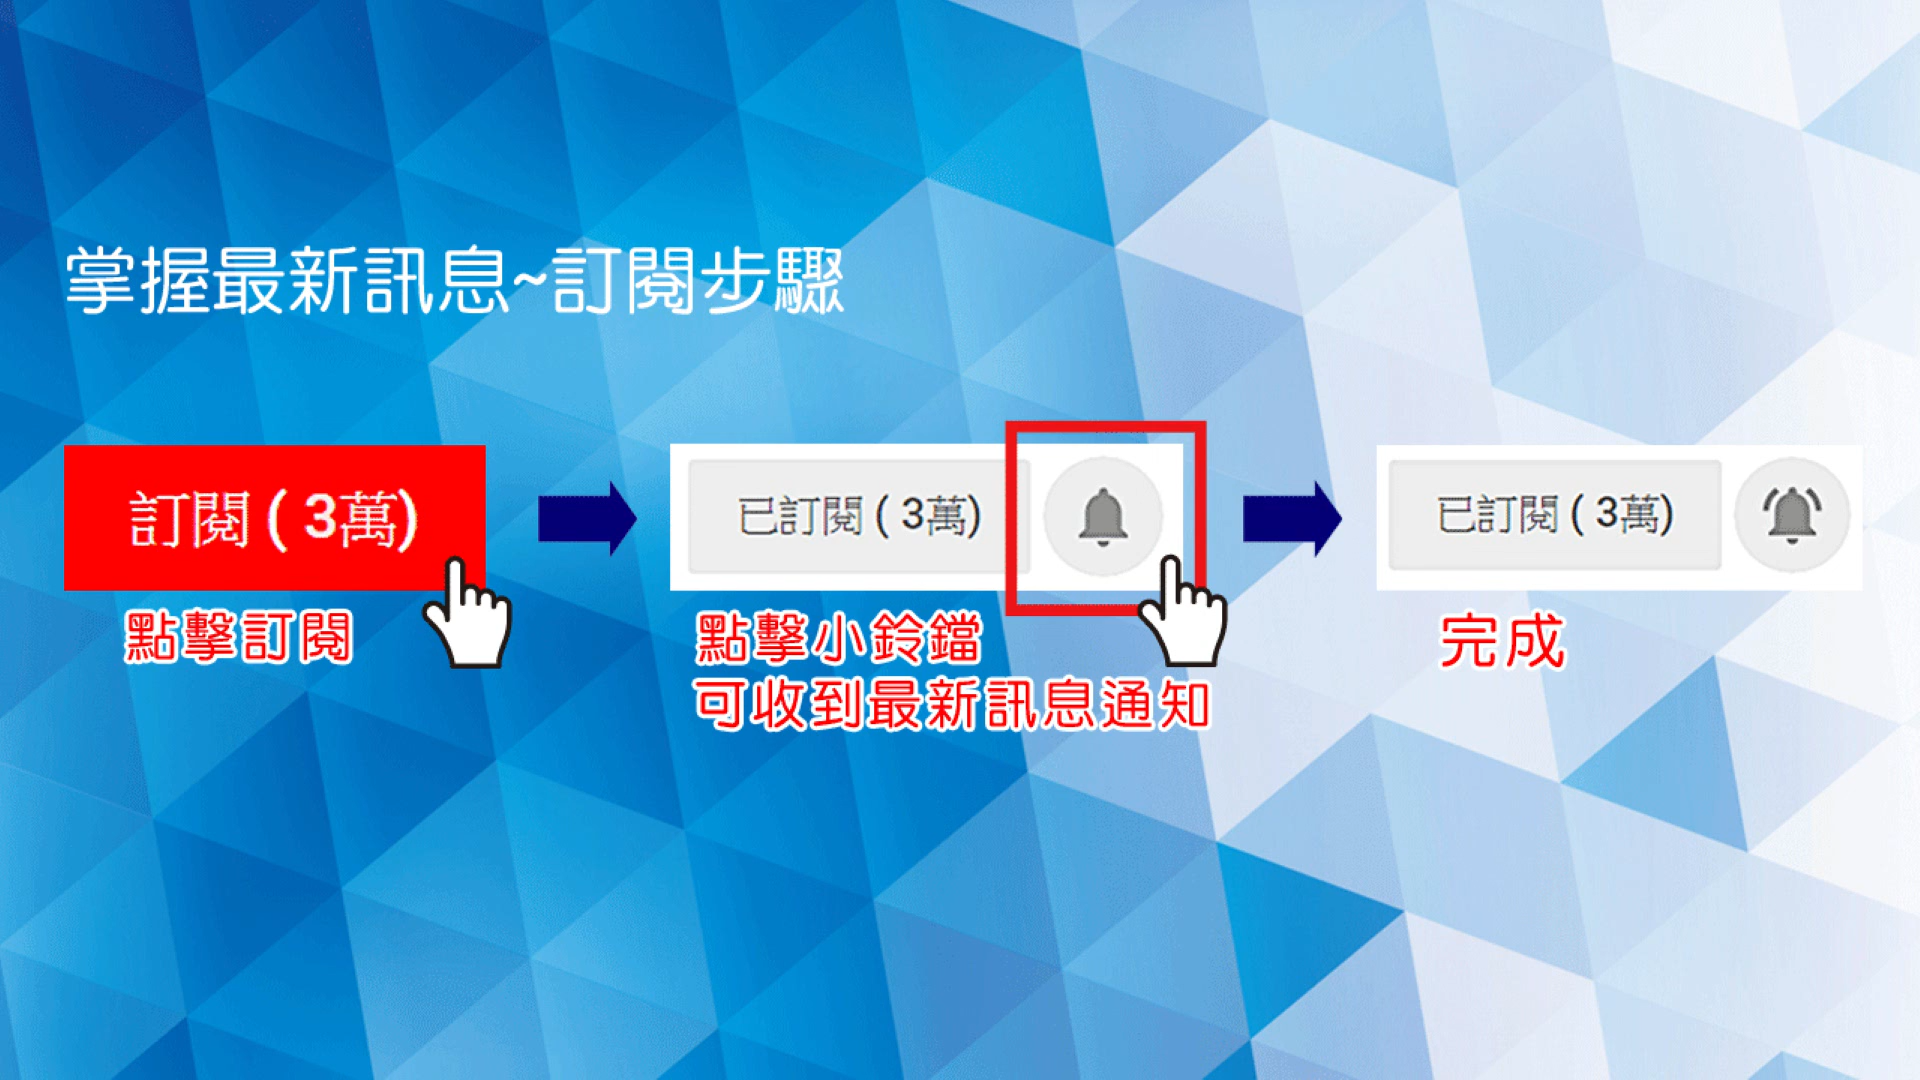 掌握最新訊息~訂閱步驟
訂閱 ( 3萬)
已訂閱 ( 3萬)
已訂閱 ( 3萬)
點擊訂閱
點擊小鈴鐺
可收到最新訊息通知
完成